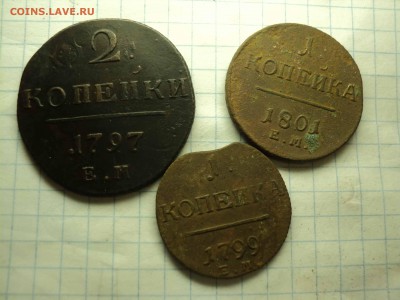 COINS.LAVE.RU
2
КОПЕЙКИ
1797
Е.М
1
КОПЕЙКА
1801
Е.М.
1
КОПЕЙКА
1799
Е.М